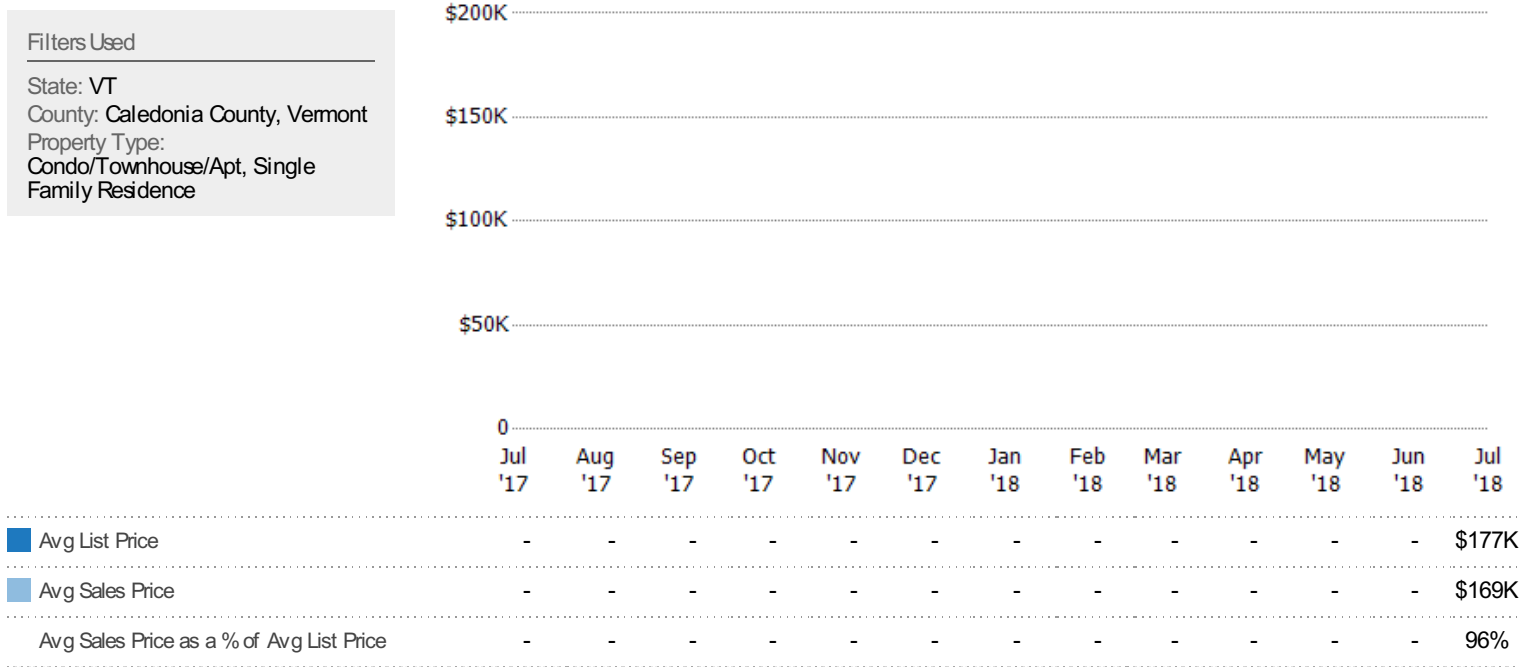 Filters Used
State: VT
County: Caledonia County, Vermont
Property Type:
Condo/Townhouse/Apt, Single
Family Residence
$200K
$150K
$100K
$50K
0
Jul Aug Sep Oct Nov Dec Jan Feb Mar Apr May Jun Jul
'17 '17 '17 '17 '17 '17 '18 '18 '18 '18 '18 '18 '18
Avg List Price - - - - - - - - - - - - $177K
Avg Sales Price - - - - - - - - - - - - $169K
Avg Sales Price as a % of Avg List Price - - - - - - - - - - - - 96%